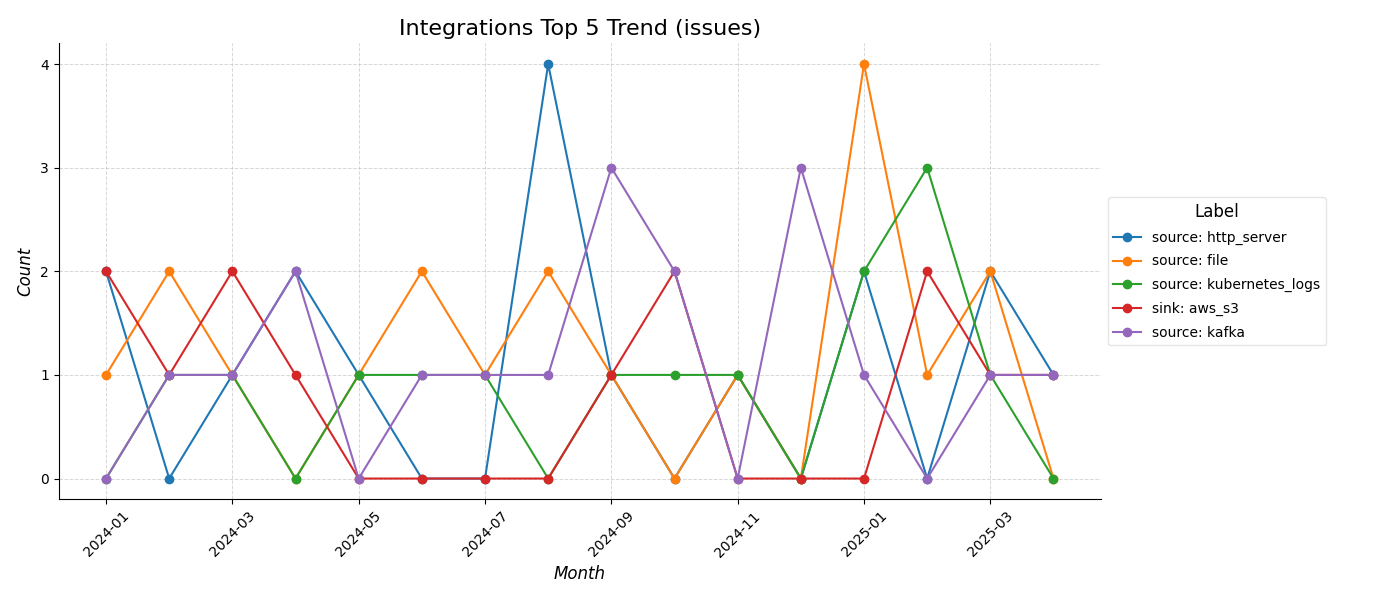 Integrations Top 5 Trend (issues)
Count
4
3
2
1
0
2024-01
2024-03
2024-05
2024-07
2024-09
2024-11
2025-01
2025-03
Month
Label
source: http_server
source: file
source: kubernetes_logs
sink: aws_s3
source: kafka